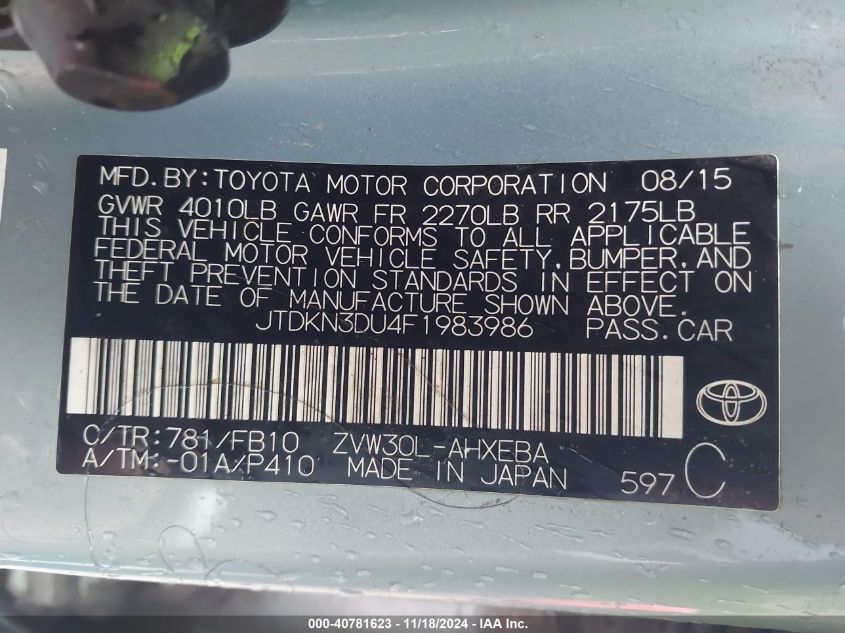 MFD.BY:TOYOTA MOTOR CORPORATION 08/15
GVWR 4010LB GAWR FR 2270LB RR 2175LB
THIS VEHICLE CONFORMS TO ALL APPLICABLE
FEDERAL MOTOR VEHICLE SAFETY,BUMPER,AND
THEFT PREVENTION STANDARDS IN EFFECT ON
THE DATE OF MANUFACTURE SHOWN ABOVE.
JTDKN3DU4F1983986 PASS.CAR
C/TR:781/FB10 ZVW30L-AHXEBA C
A/TM:-01A/P410 MADE IN JAPAN 597
000-40781623 - 11/18/2024 - IAA Inc.